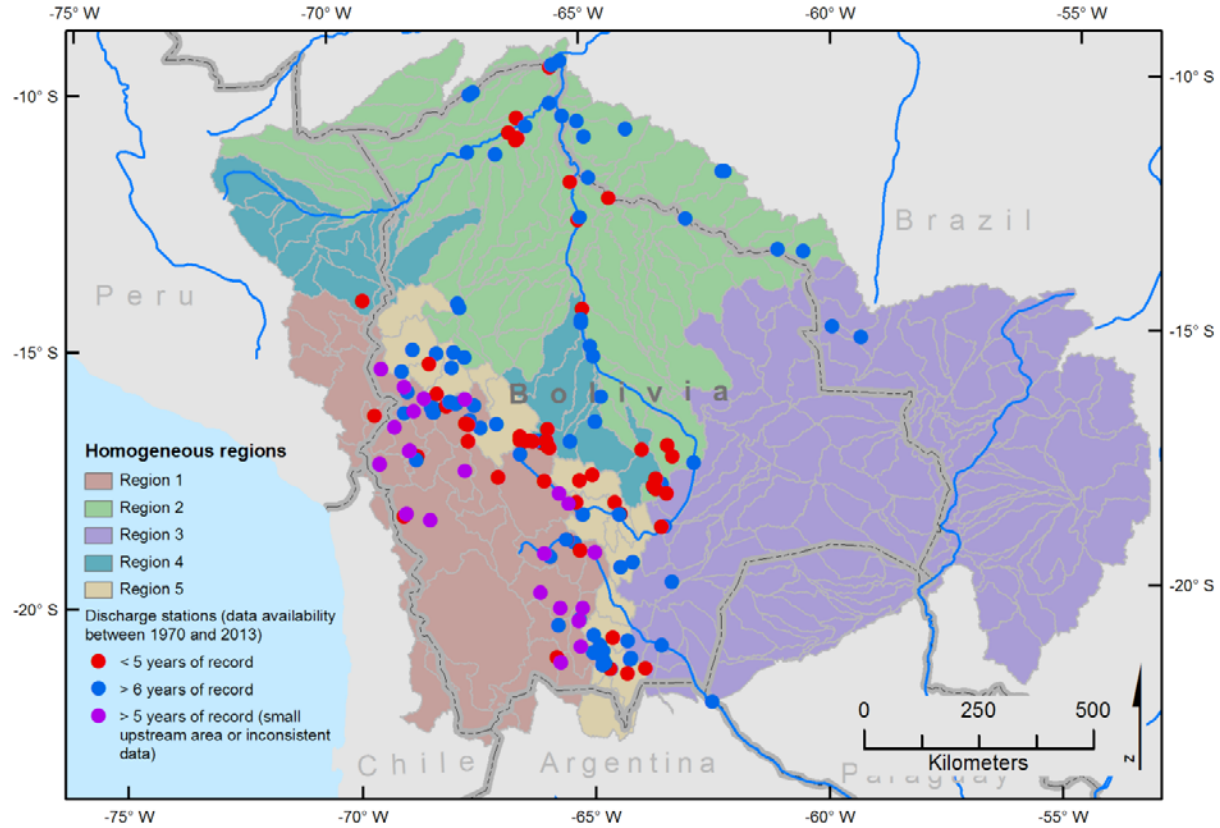 -75° W -70° W -65° W -60° W -55° W
-10° S -10° S
Brazil
Peru
-15° S -15° S
Bolivia
Homogeneous regions
Region 1
Region 2
Region 3
Region 4
Region 5
Discharge stations (data availability
between 1970 and 2013)
< 5 years of record
> 6 years of record
> 5 years of record (small
upstream area or inconsistent
data)
-20° S -20° S
0 250 500
Kilometers
N
Chile Argentina Paraguay
-75° W -70° W -65° W -60° W -55° W